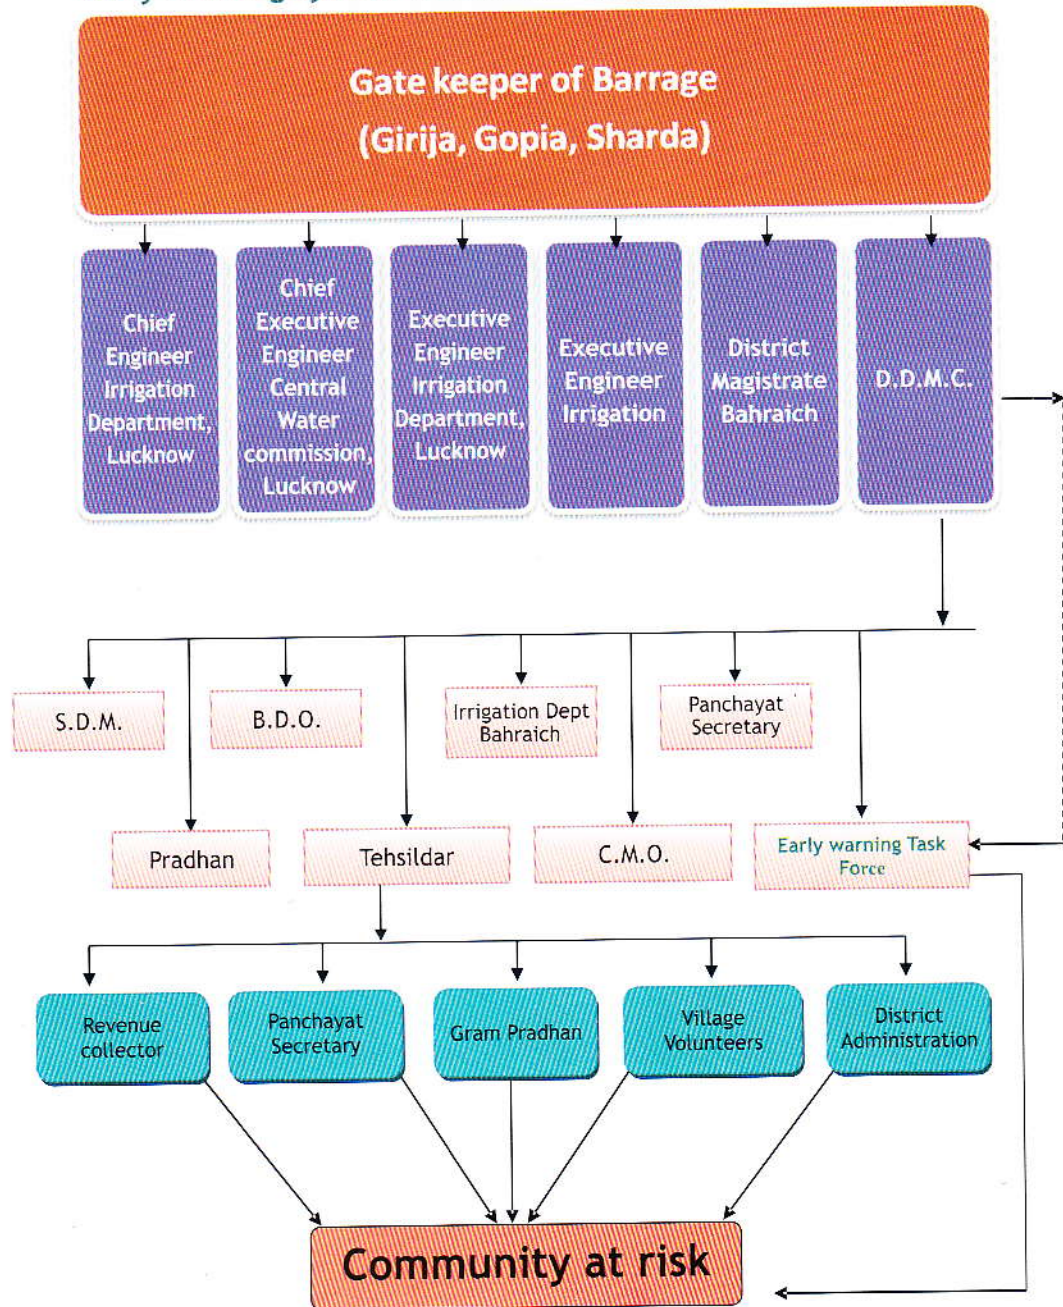 Gate keeper of Barrage
(Girija, Gopia, Sharda)
Chief
Engineer
Irrigation
Department,
Lucknow
Chief
Executive
Engineer
Central
Water
commission,
Lucknow
Executive
Engineer
Irrigation
Department,
Lucknow
Executive
Engineer
Irrigation
District
Magistrate
Bahraich
D.D.M.C.
S.D.M.
B.D.O.
Irrigation Dept
Bahraich
Panchayat
Secretary
Pradhan
Tehsildar
C.M.O.
Early warning Task
Force
Revenue
collector
Panchayat
Secretary
Gram Pradhan
Village
Volunteers
District
Administration
Community at risk